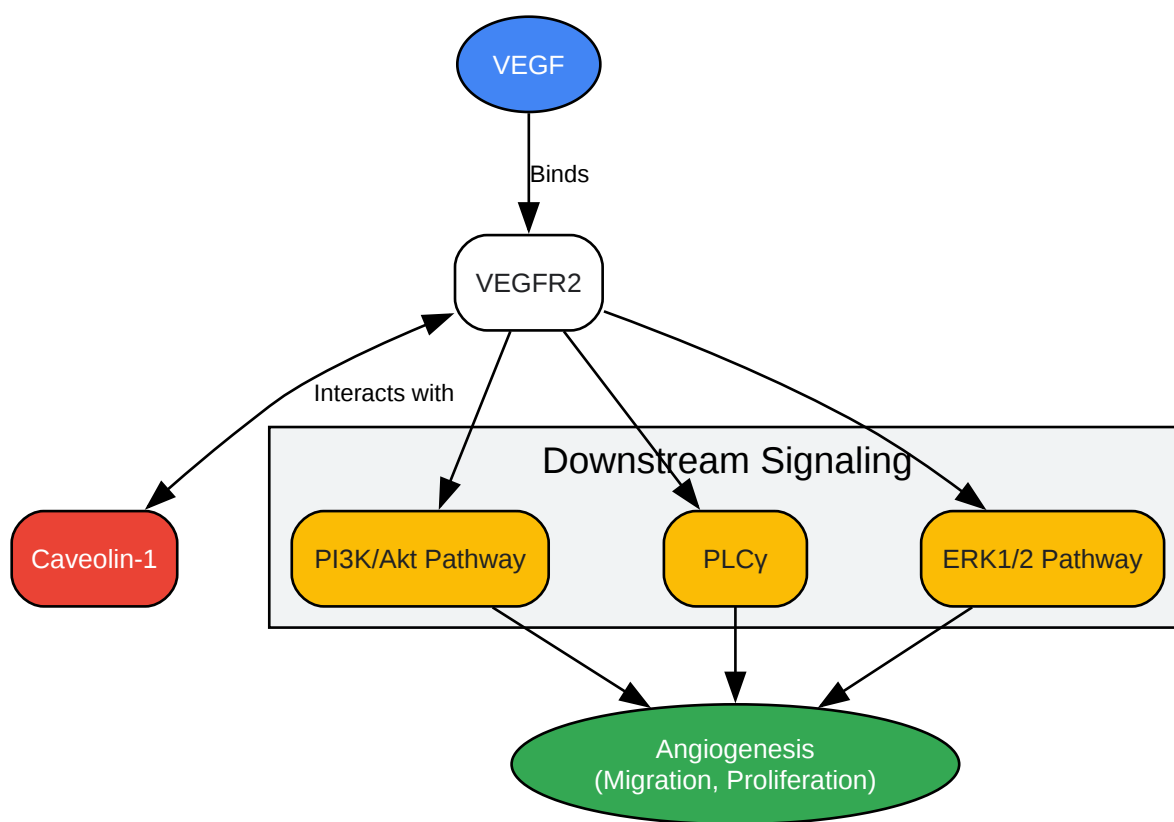 VEGF
Binds
VEGFR2
Interacts with
Downstream Signaling
Caveolin-1
PI3K/Akt Pathway
PLCγ
ERK1/2 Pathway
Angiogenesis
(Migration, Proliferation)